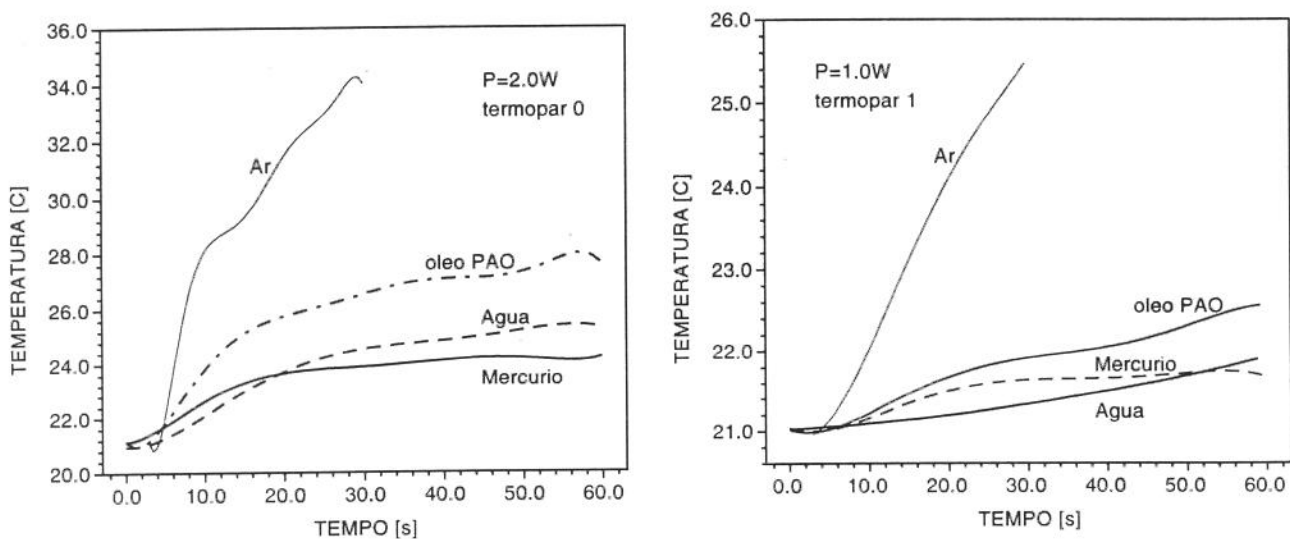 36.0
34.0
32.0
30.0
28.0
26.0
24.0
22.0
20.0
TEMPERATURA [C]
P=2.0W
termopar 0
Ar
oleo PAO
Agua
Mercurio
0.0 10.0 20.0 30.0 40.0 50.0 60.0
TEMPO [s]
26.0
25.0
24.0
23.0
22.0
21.0
TEMPERATURA [C]
P=1.0W
termopar 1
Ar
oleo PAO
Mercurio
Agua
0.0 10.0 20.0 30.0 40.0 50.0 60.0
TEMPO [s]